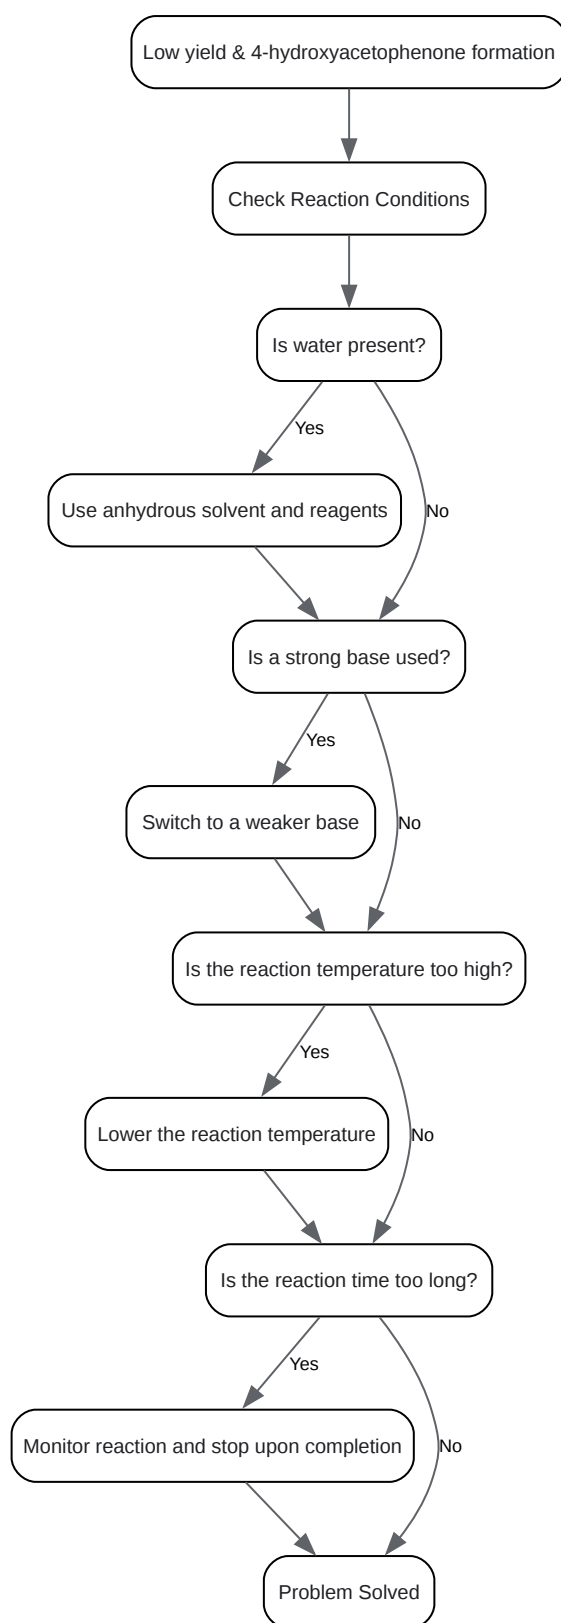 Low yield & 4-hydroxyacetophenone formation
Check Reaction Conditions
Is water present?
Yes
Use anhydrous solvent and reagents
No
Is a strong base used?
Yes
Switch to a weaker base
No
Is the reaction temperature too high?
Yes
Lower the reaction temperature
No
Is the reaction time too long?
Yes
Monitor reaction and stop upon completion
No
Problem Solved